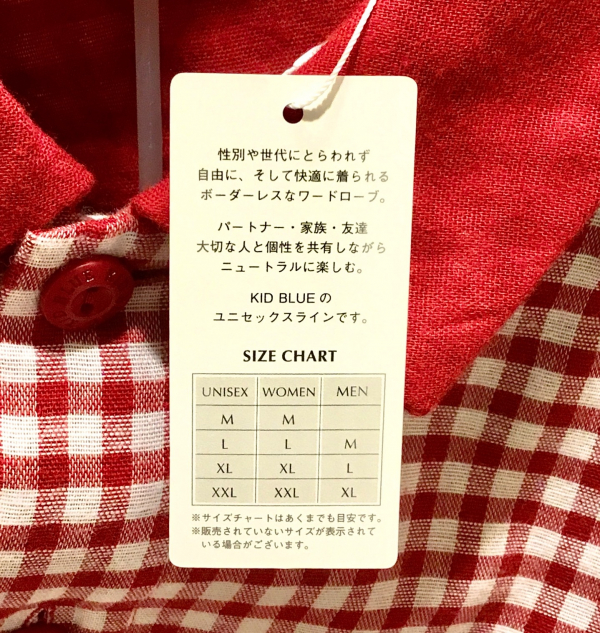 性別や世代にとらわれず
自由に、そして快適に着られる
ボーダーレスなワードローブ。
パートナー・家族・友達
大切な人と個性を共有しながら
ニュートラルに楽しむ。
KID BLUEの
ユニセックスラインです。
SIZE CHART
UNISEX WOMEN MEN
M M
L L M
XL XL L
XXL XXL XL
※サイズチャートはあくまでも目安です。
※販売されていないサイズが表示されて
いる場合がございます。